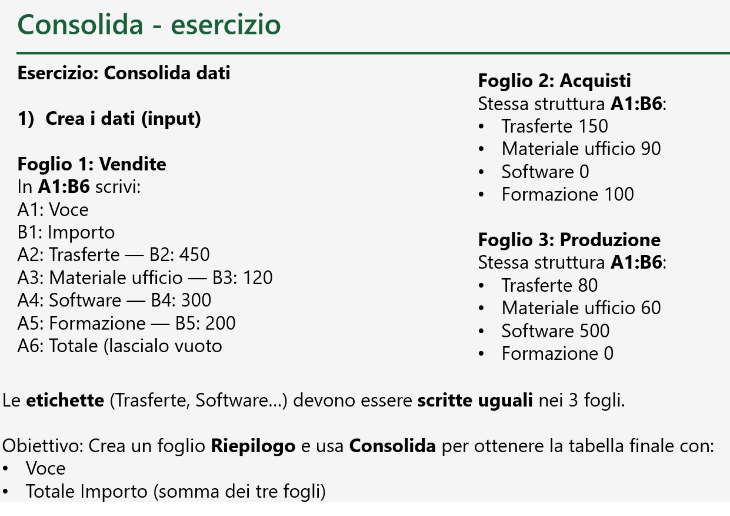 Consolida - esercizio
Esercizio: Consolida dati
1) Crea i dati (input)
Foglio 1: Vendite
In A1:B6 scrivi:
A1: Voce
B1: Importo
A2: Trasferte — B2: 450
A3: Materiale ufficio — B3: 120
A4: Software — B4: 300
A5: Formazione — B5: 200
A6: Totale (lascialo vuoto
Foglio 2: Acquisti
Stessa struttura A1:B6:
• Trasferte 150
• Materiale ufficio 90
• Software 0
• Formazione 100
Foglio 3: Produzione
Stessa struttura A1:B6:
• Trasferte 80
• Materiale ufficio 60
• Software 500
• Formazione 0
Le etichette (Trasferte, Software...) devono essere scritte uguali nei 3 fogli.
Obiettivo: Crea un foglio Riepilogo e usa Consolida per ottenere la tabella finale con:
• Voce
• Totale Importo (somma dei tre fogli)